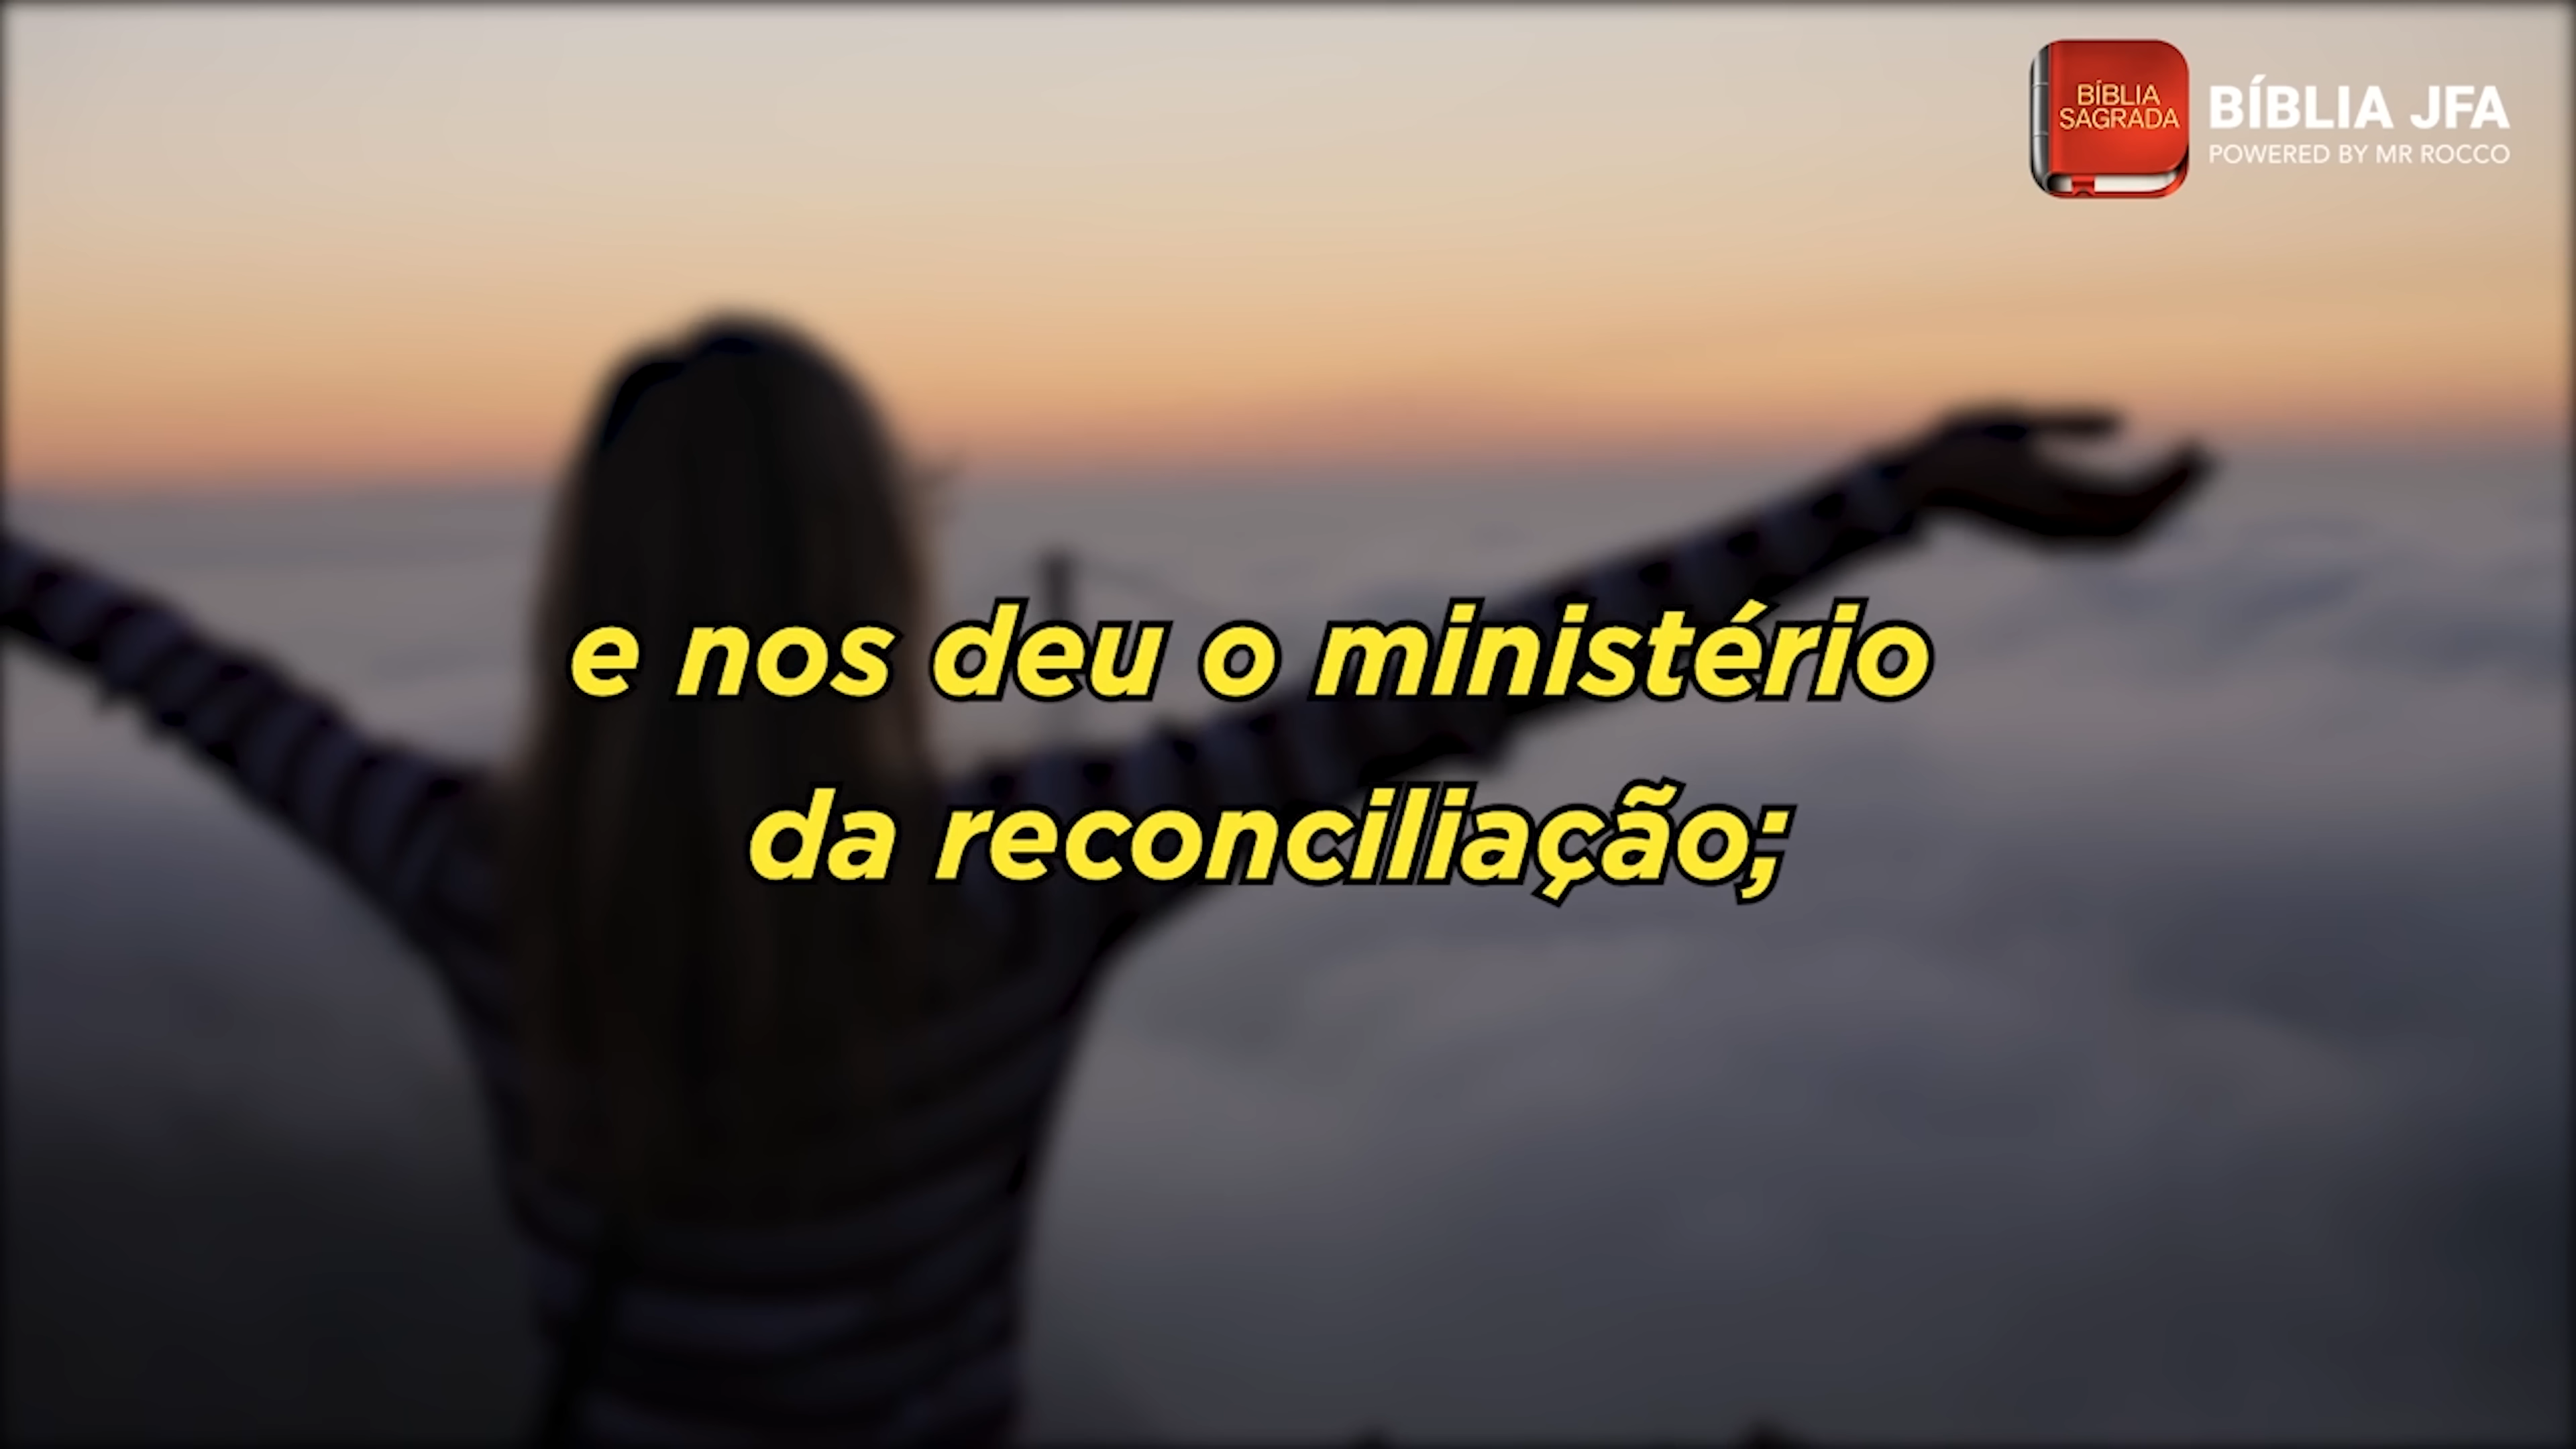 BÍBLIA
SAGRADA
BÍBLIA JFA
POWERED BY MR ROCCO
e nos deu o ministério
da reconciliação;